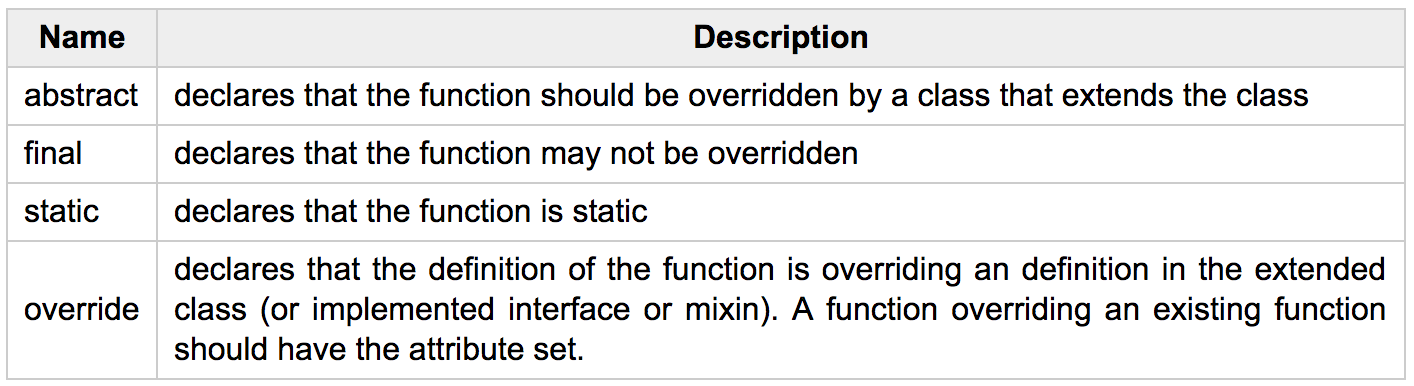 Name Description
abstract declares that the function should be overridden by a class that extends the class
final declares that the function may not be overridden
static declares that the function is static
declares that the definition of the function is overriding an definition in the extended
override class (or implemented interface or mixin). A function overriding an existing function
should have the attribute set.